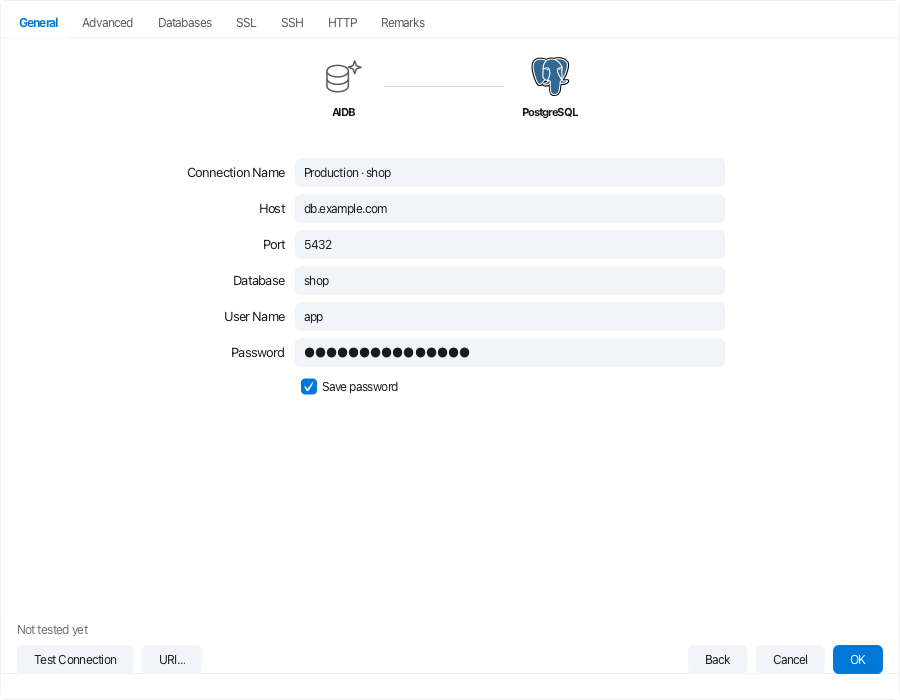 General Advanced Databases SSL SSH HTTP Remarks
AIDB PostgreSQL
Connection Name Production · shop
Host db.example.com
Port 5432
Database shop
User Name app
Password ●●●●●●●●●●●●●●●
Save password
Not tested yet
Test Connection URI... Back Cancel OK